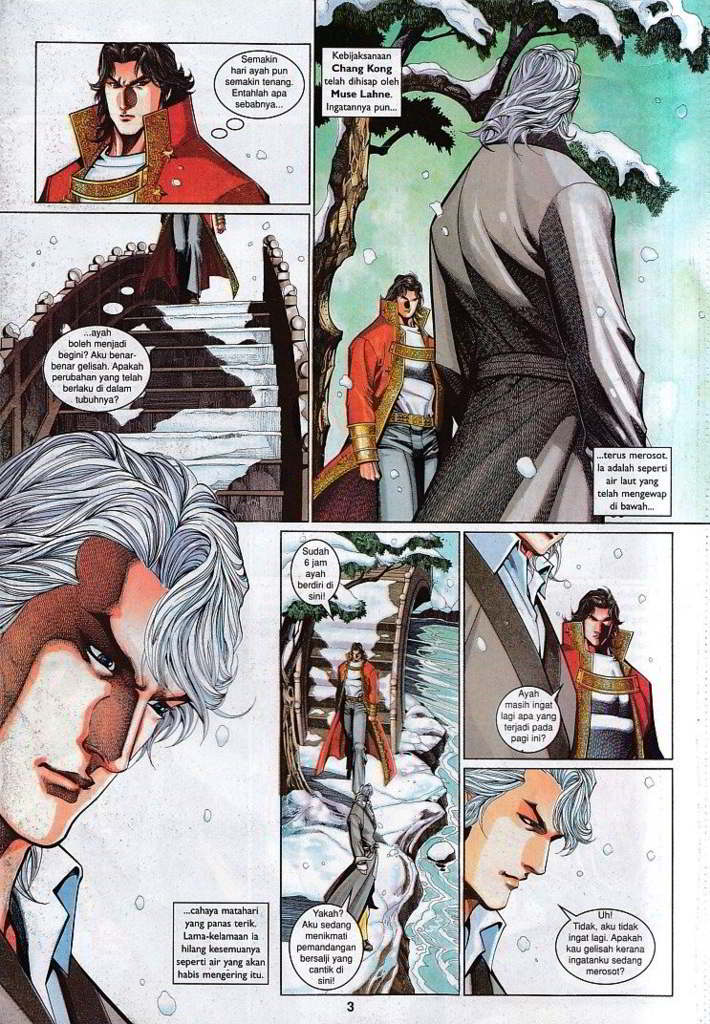 Semakin
hari ayah pun
semakin tenang.
Entahlah apa
sebabnya...
Kebijaksanaan
Chang Kong
telah dihisap oleh
Muse Lahne.
Ingatannya pun...
...ayah
boleh menjadi
begini? Aku benar-
benar gelisah. Apakah
perubahan yang telah
berlaku di dalam
tubuhnya?
...terus merosot.
Ia adalah seperti
air laut yang
telah mengewap
di bawah...
...cahaya matahari
yang panas terik.
Lama-kelamaan Ia
hilang kesemuanya
seperti air yang akan
habis mengering itu.
Sudah
6 jam
ayah
berdiri di
sini!
Yakah?
Aku sedang
menikmati
pemandangan
bersalji yang
cantik di
sini!
Ayah
masih ingat
lagi apa yang
terjadi pada
pagi ini?
Uh!
Tidak, aku tidak
ingat lagi. Apakah
kau gelisah kerana
ingatanku sedang
merosot?
3